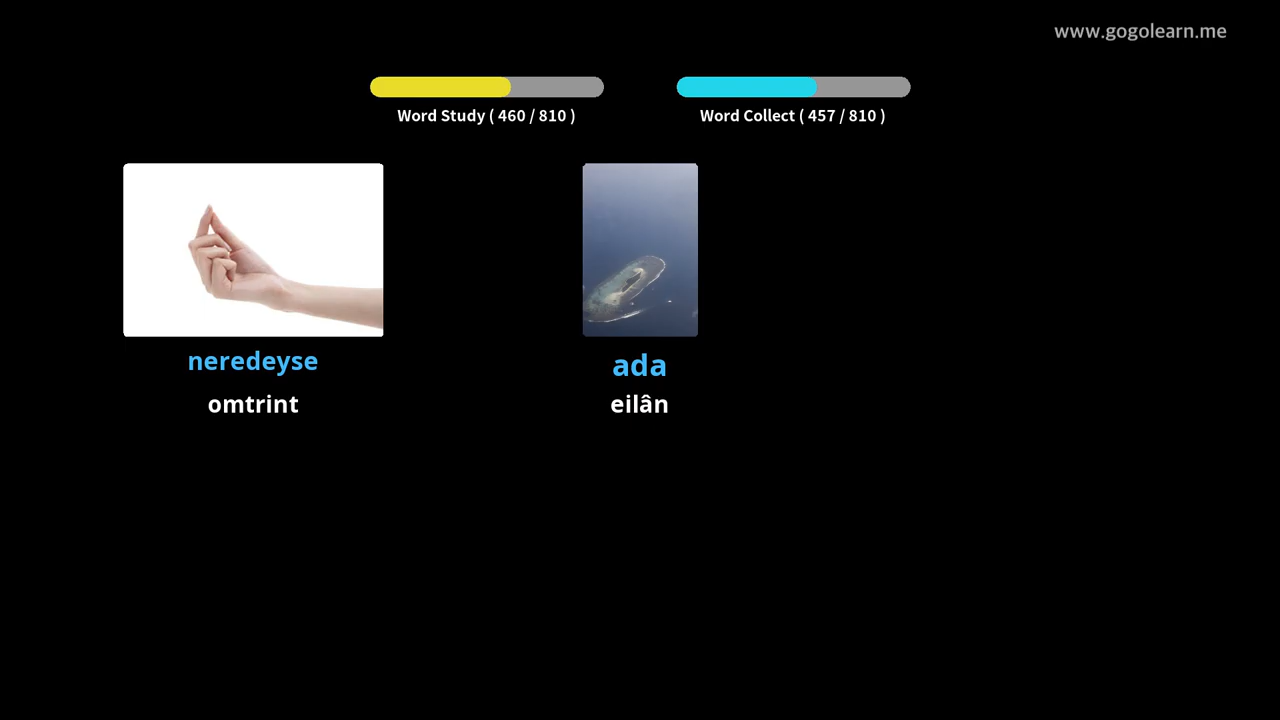 www.gogolearn.me
Word Study ( 460 / 810 )
Word Collect ( 457 / 810 )
neredeyse
omtrint
ada
eilân